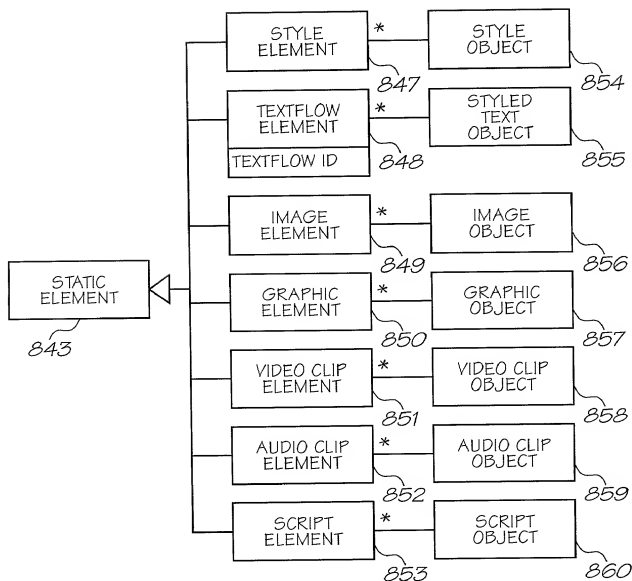 STYLE
ELEMENT
*
STYLE
OBJECT
847
854
TEXTFLOW
ELEMENT
TEXTFLOW ID
*
STYLED
TEXT
OBJECT
848
855
IMAGE
ELEMENT
*
IMAGE
OBJECT
849
856
STATIC
ELEMENT
843
GRAPHIC
ELEMENT
*
GRAPHIC
OBJECT
850
857
VIDEO CLIP
ELEMENT
*
VIDEO CLIP
OBJECT
851
858
AUDIO CLIP
ELEMENT
*
AUDIO CLIP
OBJECT
852
859
SCRIPT
ELEMENT
*
SCRIPT
OBJECT
853
860